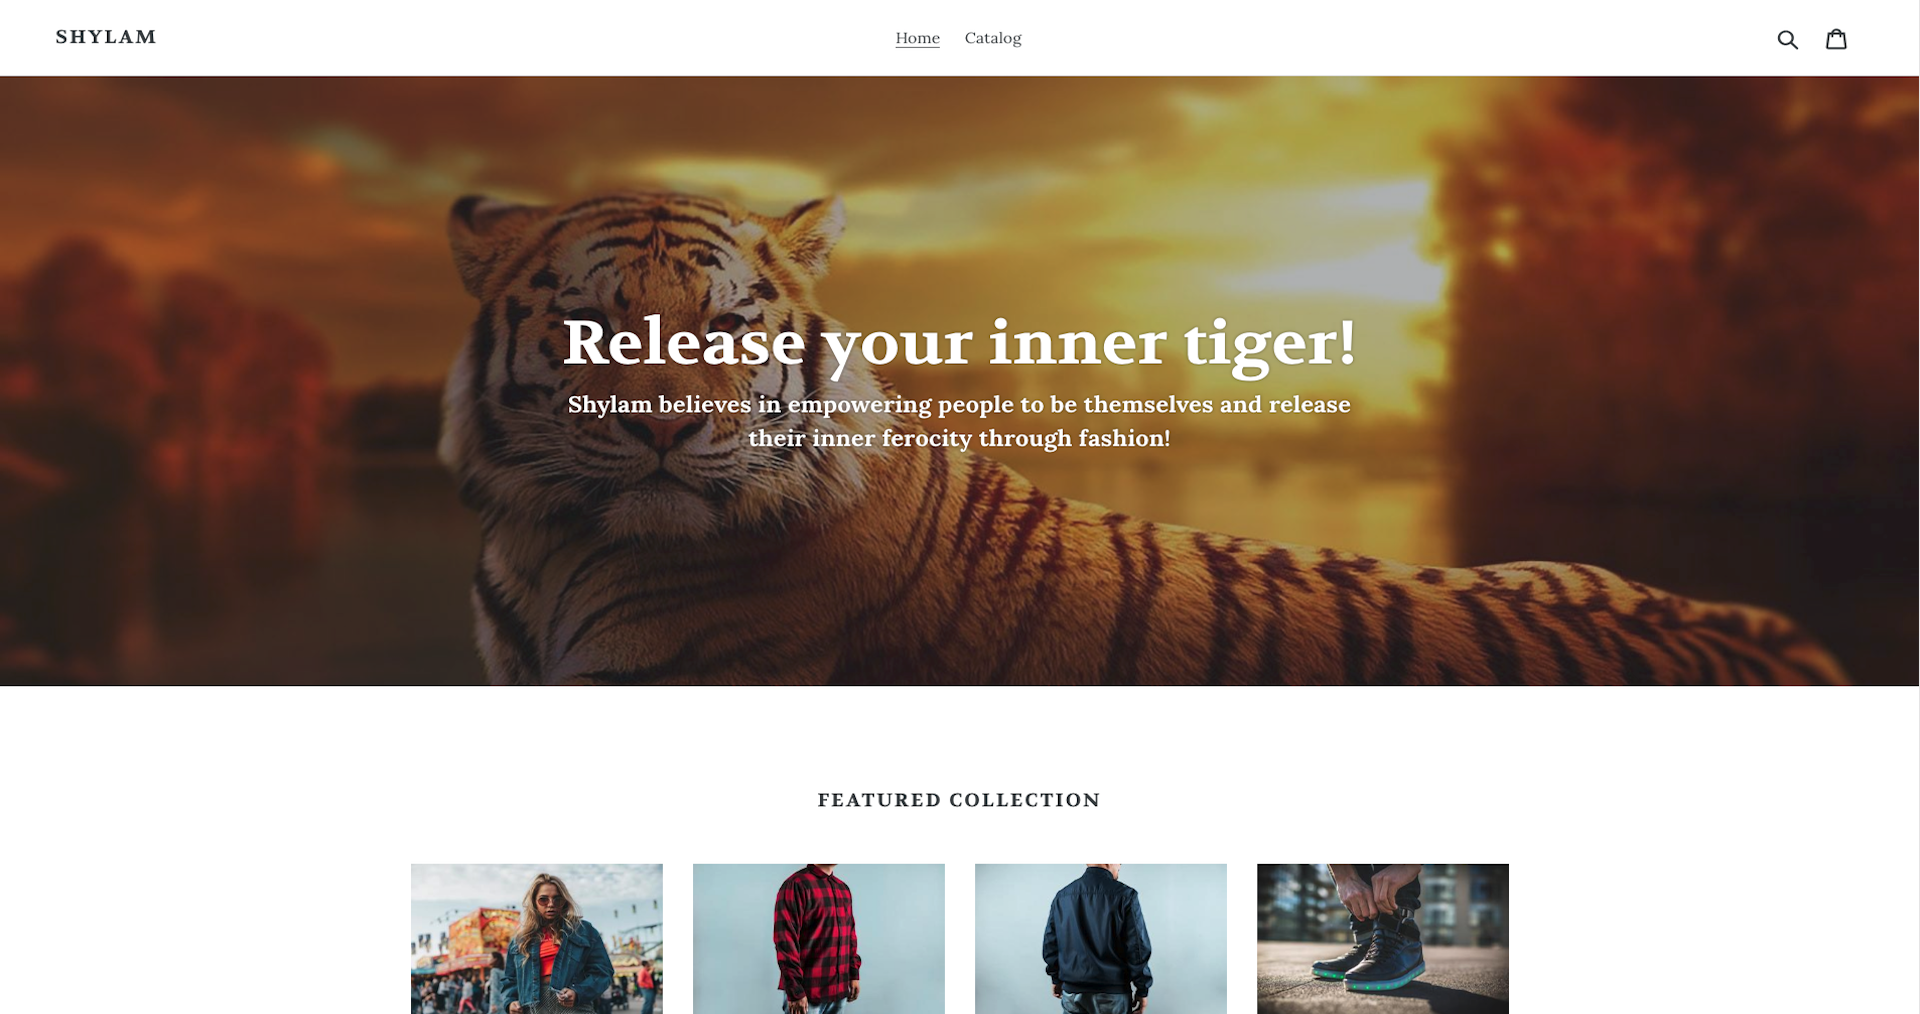 SHYLAM
Home Catalog
Release your inner tiger!
Shylam believes in empowering people to be themselves and release
their inner ferocity through fashion!
FEATURED COLLECTION